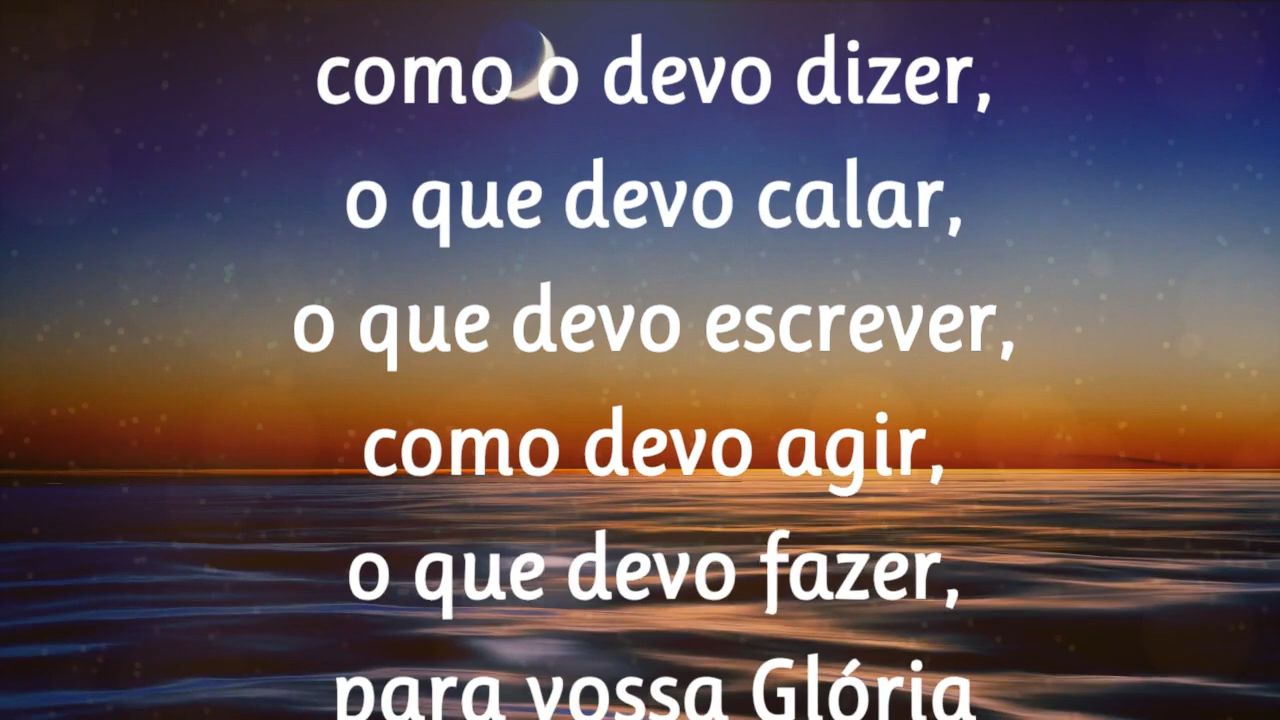 como o devo dizer,
o que devo calar,
o que devo escrever,
como devo agir,
o que devo fazer,
para vossa Glória